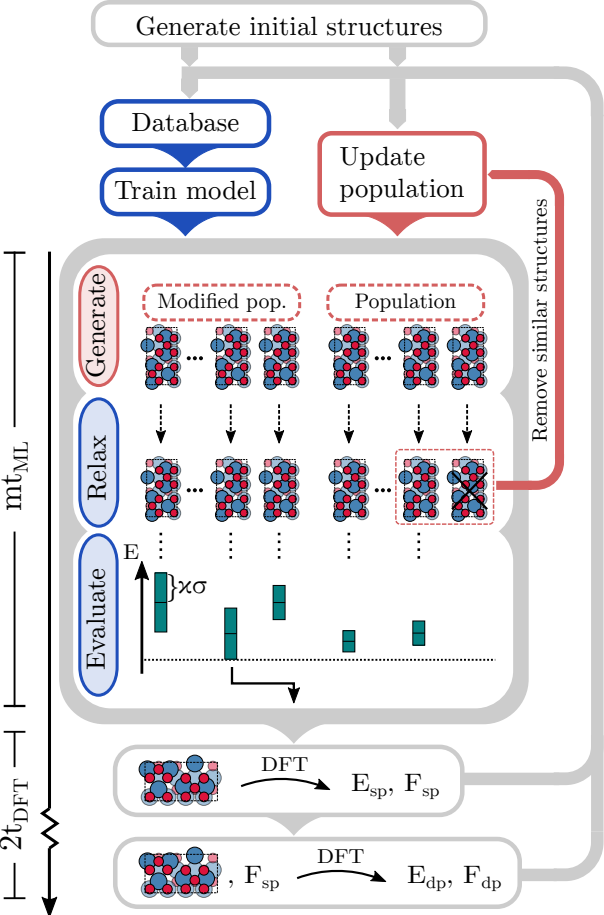 Generate initial structures
Database
Train model
Update
population
Remove similar structures
Generate
Modified pop.
Population
...
...
Relax
...
...
Evaluate
E
}ϰσ
mt_ML
2t_DFT
DFT
E_sp, F_sp
, F_sp
DFT
E_dp, F_dp